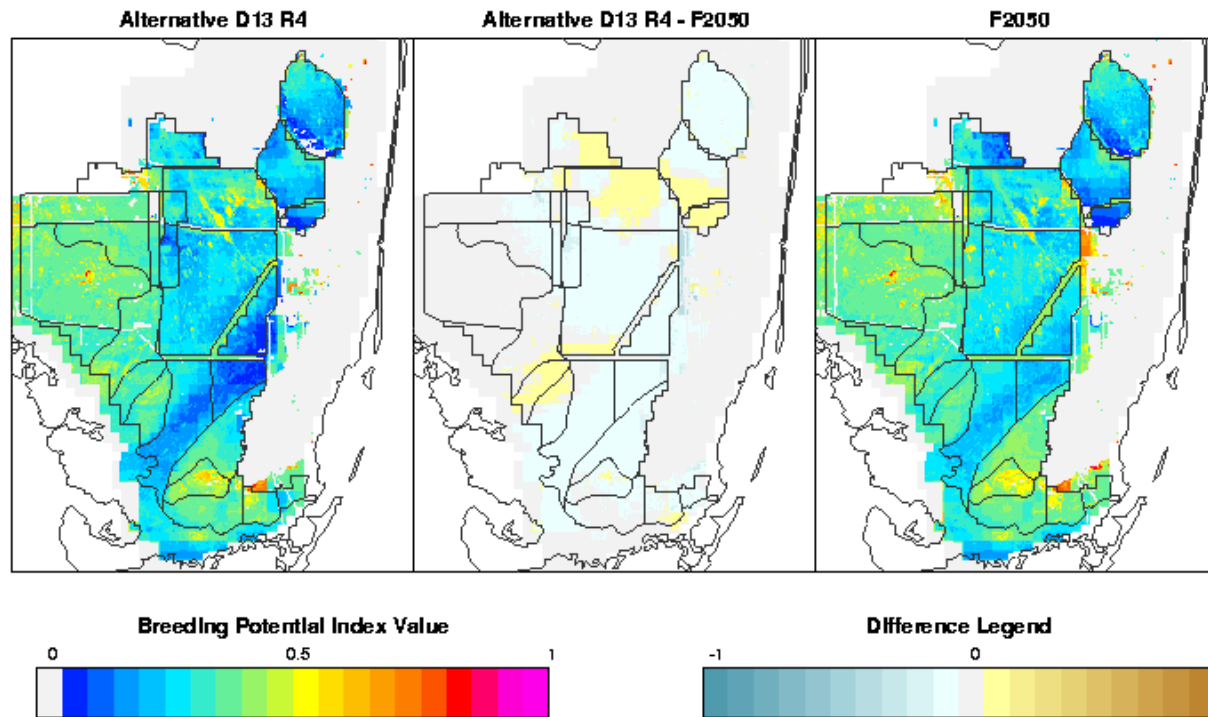 Alternative D13 R4
Alternative D13 R4 - F2050
F2050
Breeding Potential Index Value
0 0.5 1
Difference Legend
-1 0